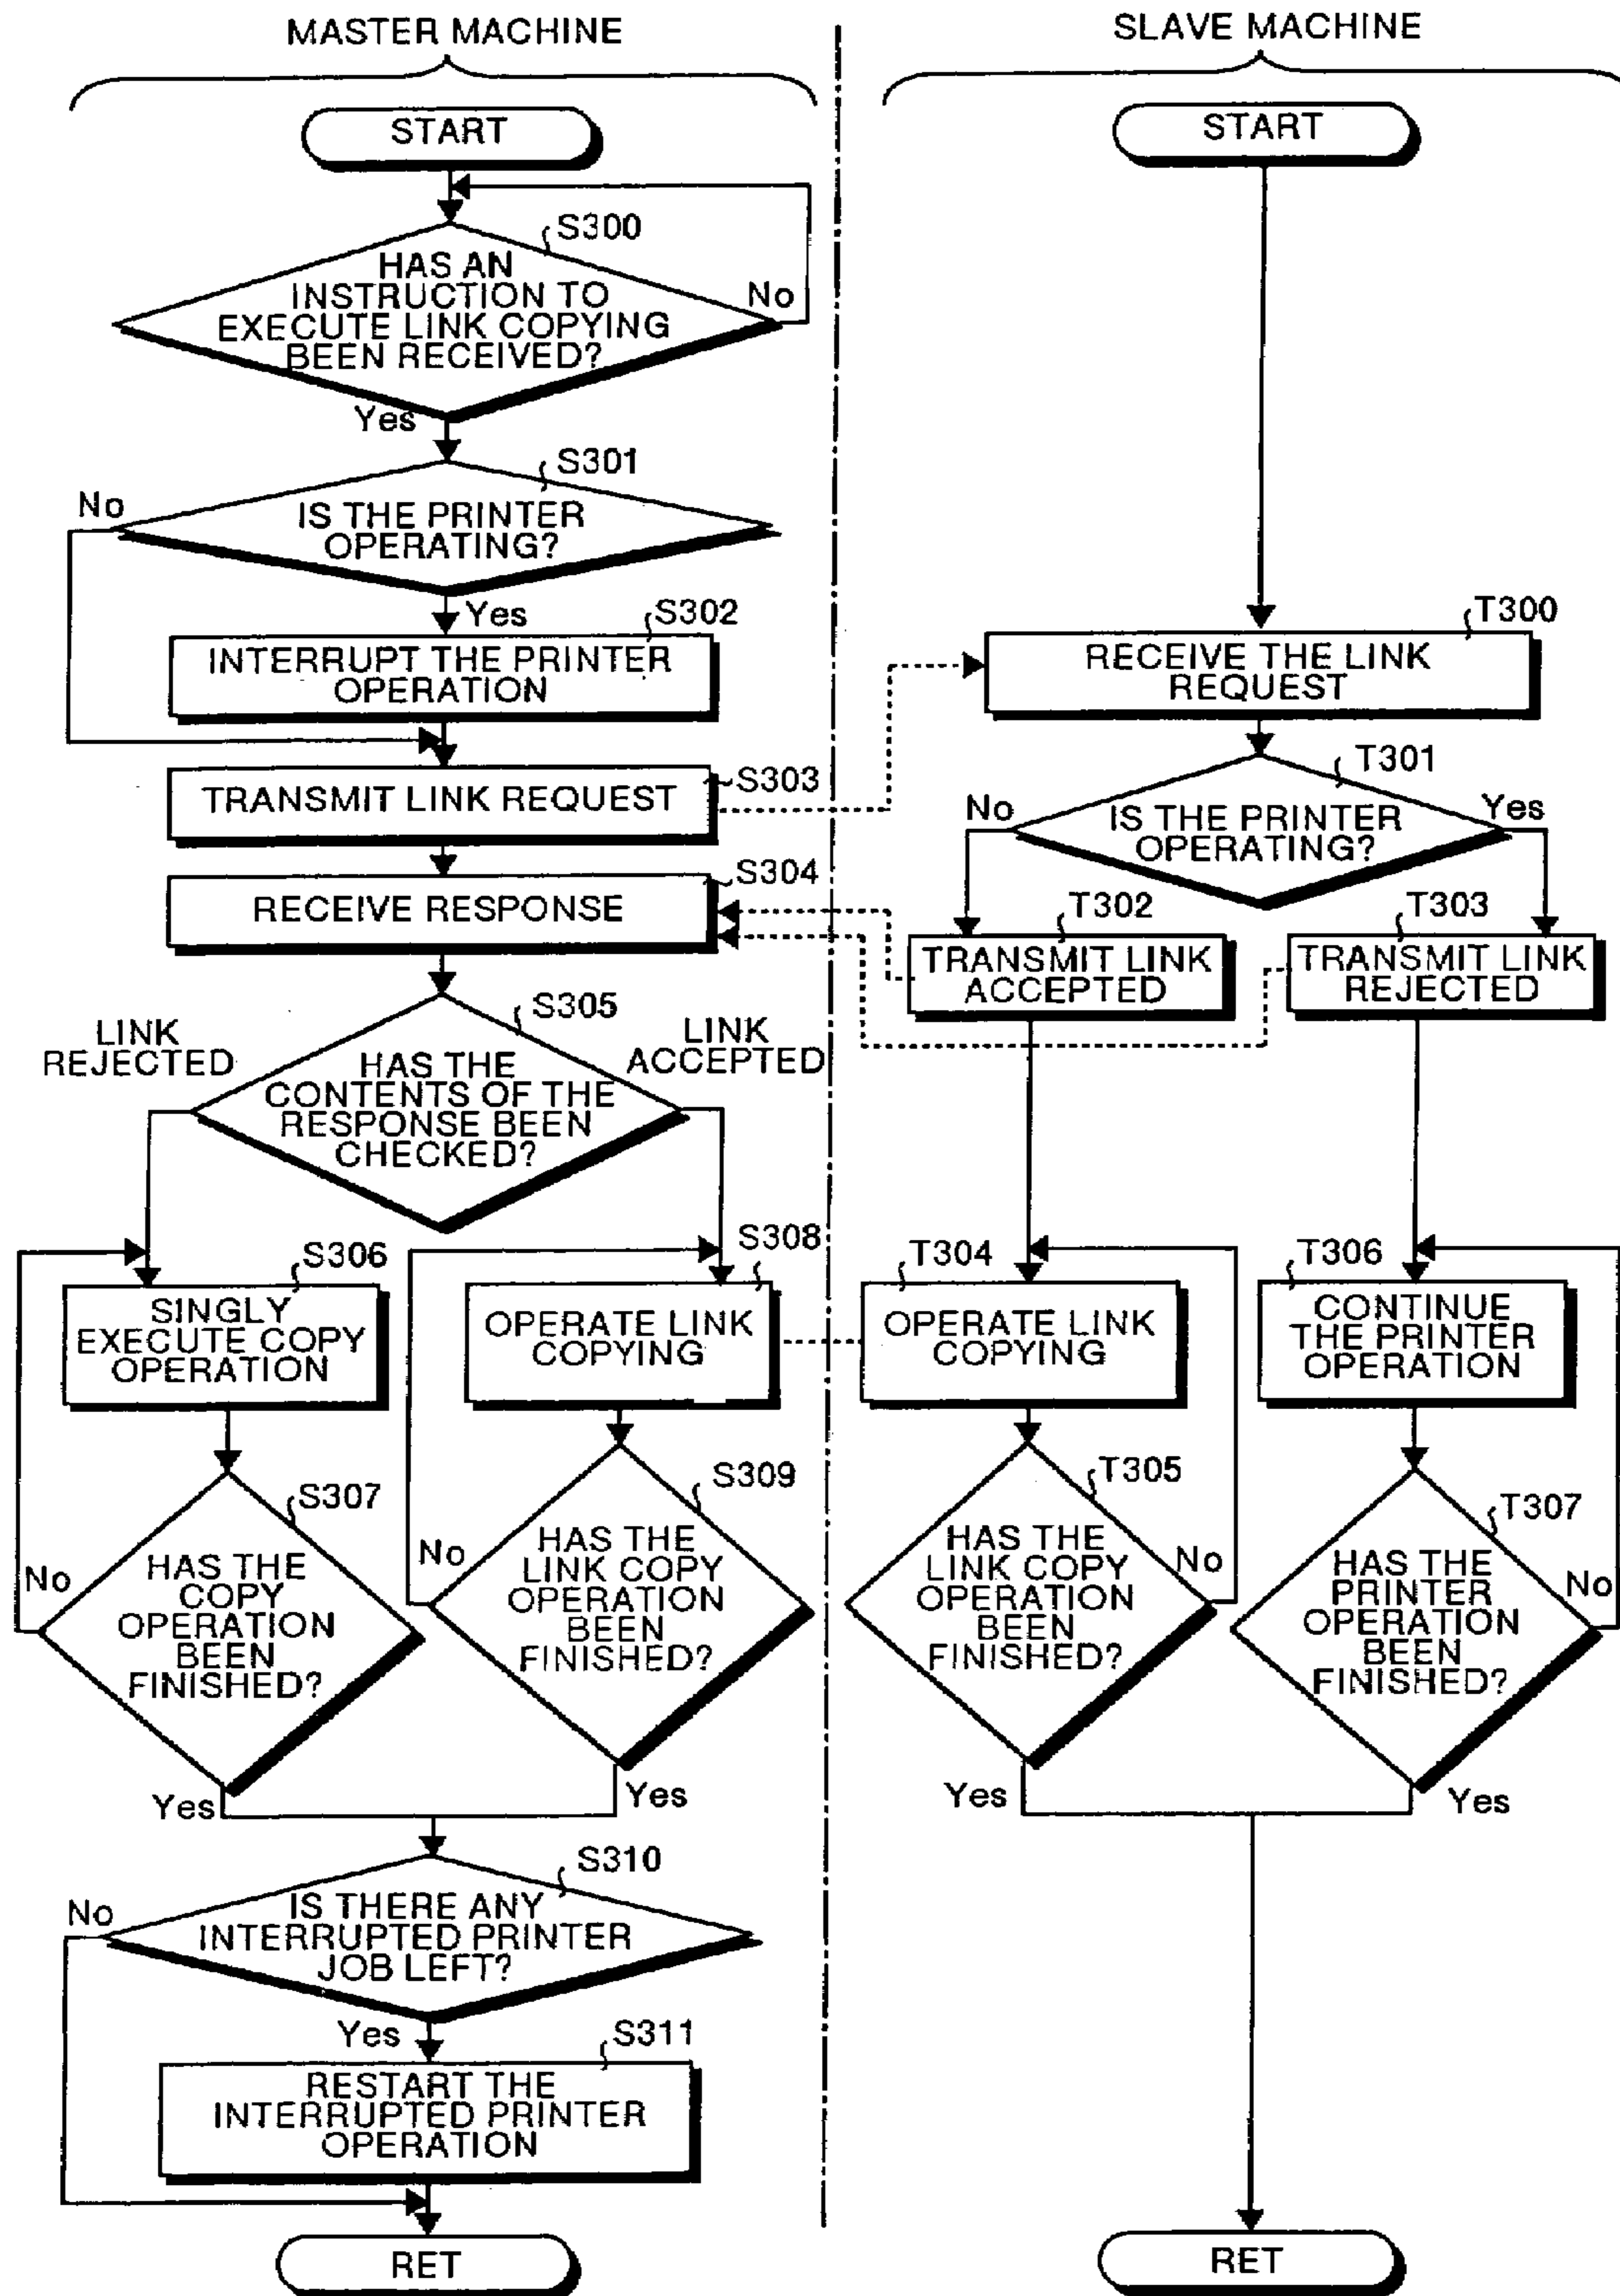 MASTER MACHINE
START
S300
HAS AN
INSTRUCTION TO
EXECUTE LINK COPYING
BEEN RECEIVED?
No
Yes
S301
No
IS THE PRINTER
OPERATING?
Yes
S302
INTERRUPT THE PRINTER
OPERATION
S303
TRANSMIT LINK REQUEST
S304
RECEIVE RESPONSE
S305
LINK
REJECTED
LINK
ACCEPTED
HAS THE
CONTENTS OF THE
RESPONSE BEEN
CHECKED?
S306
SINGLY
EXECUTE COPY
OPERATION
S307
No
HAS THE
COPY
OPERATION
BEEN
FINISHED?
Yes
S308
OPERATE LINK
COPYING
S309
No
HAS THE
LINK COPY
OPERATION
BEEN
FINISHED?
Yes
S310
No
IS THERE ANY
INTERRUPTED PRINTER
JOB LEFT?
Yes
S311
RESTART THE
INTERRUPTED PRINTER
OPERATION
RET
SLAVE MACHINE
START
T300
RECEIVE THE LINK
REQUEST
T301
No
Yes
IS THE PRINTER
OPERATING?
T302
TRANSMIT LINK
ACCEPTED
T303
TRANSMIT LINK
REJECTED
T304
OPERATE LINK
COPYING
T305
HAS THE
LINK COPY
OPERATION
BEEN
FINISHED?
No
Yes
T306
CONTINUE
THE PRINTER
OPERATION
T307
HAS THE
PRINTER
OPERATION
BEEN
FINISHED?
No
Yes
RET